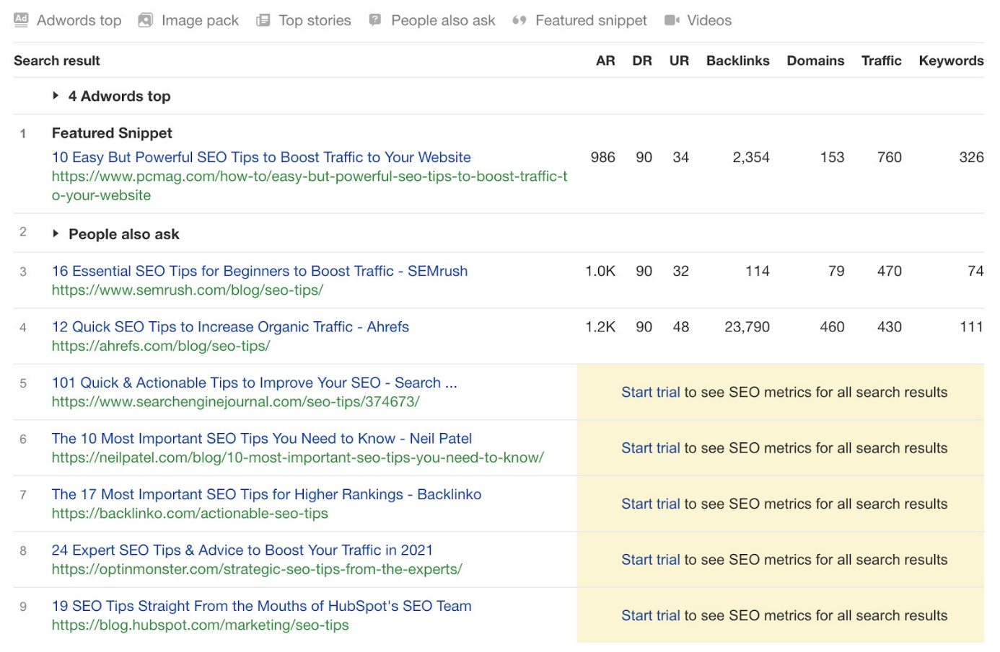 Adwords top Image pack Top stories People also ask Featured snippet Videos
Search result AR DR UR Backlinks Domains Traffic Keywords
4 Adwords top
1 Featured Snippet
10 Easy But Powerful SEO Tips to Boost Traffic to Your Website 986 90 34 2,354 153 760 326
https://www.pcmag.com/how-to/easy-but-powerful-seo-tips-to-boost-traffic-t
o-your-website
2 People also ask
3 16 Essential SEO Tips for Beginners to Boost Traffic - SEMrush 1.0K 90 32 114 79 470 74
https://www.semrush.com/blog/seo-tips/
4 12 Quick SEO Tips to Increase Organic Traffic - Ahrefs 1.2K 90 48 23,790 460 430 111
https://ahrefs.com/blog/seo-tips/
5 101 Quick & Actionable Tips to Improve Your SEO - Search ...
https://www.searchenginejournal.com/seo-tips/374673/
Start trial to see SEO metrics for all search results
6 The 10 Most Important SEO Tips You Need to Know - Neil Patel
https://neilpatel.com/blog/10-most-important-seo-tips-you-need-to-know/
Start trial to see SEO metrics for all search results
7 The 17 Most Important SEO Tips for Higher Rankings - Backlinko
https://backlinko.com/actionable-seo-tips
Start trial to see SEO metrics for all search results
8 24 Expert SEO Tips & Advice to Boost Your Traffic in 2021
https://optinmonster.com/strategic-seo-tips-from-the-experts/
Start trial to see SEO metrics for all search results
9 19 SEO Tips Straight From the Mouths of HubSpot's SEO Team
https://blog.hubspot.com/marketing/seo-tips
Start trial to see SEO metrics for all search results